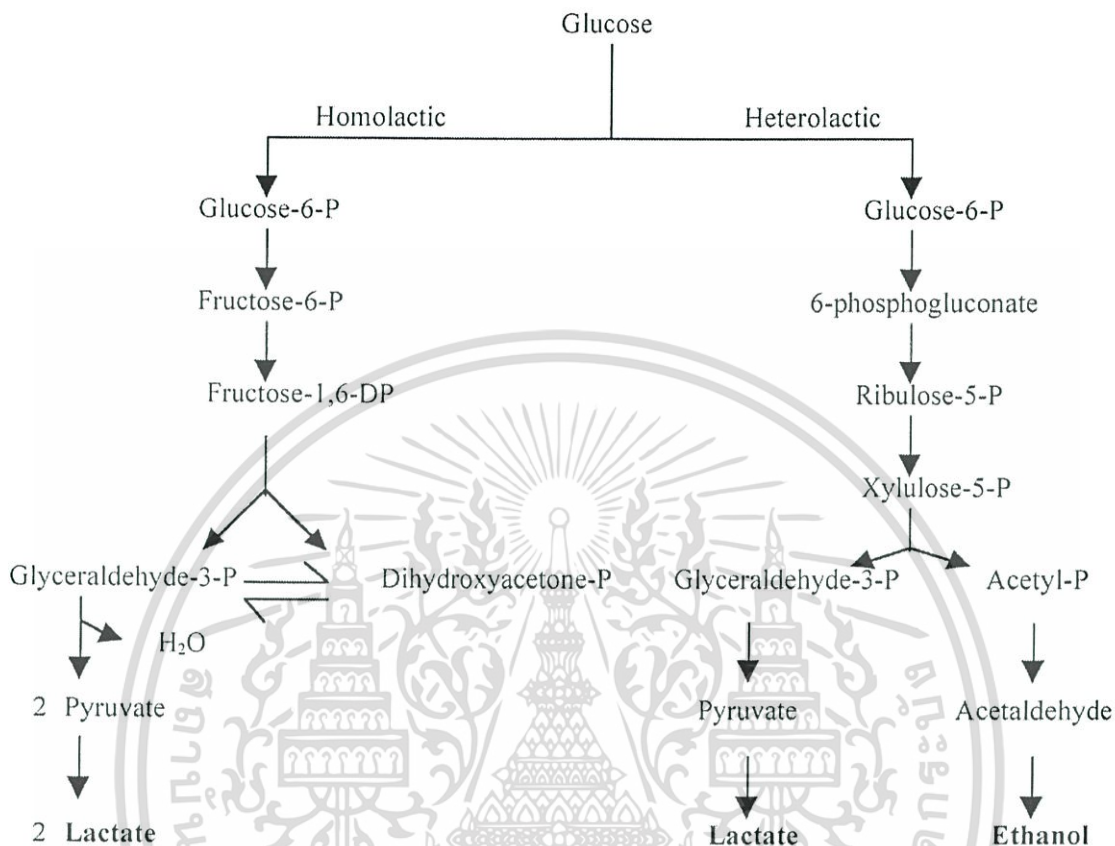 Glucose
Homolactic Heterolactic
Glucose-6-P Glucose-6-P
Fructose-6-P 6-phosphogluconate
Fructose-1,6-DP Ribulose-5-P
Xylulose-5-P
Glyceraldehyde-3-P Dihydroxyacetone-P Glyceraldehyde-3-P Acetyl-P
H₂O
2 Pyruvate Pyruvate Acetaldehyde
2 Lactate Lactate Ethanol